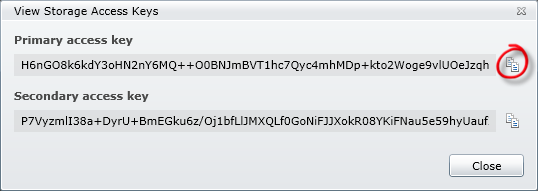 View Storage Access Keys
Primary access key
H6nGO8k6kdY3oHN2nY6MQ++O0BNJmBVT1hc7Qyc4mhMDp+kto2Woge9vlUOeJzqh
Secondary access key
P7VyzmlI38a+DyrU+BmEGku6z/Oj1bfLlJMXQLf0GoNiFJJXokR08YKiFNau5e59hyUauf
Close